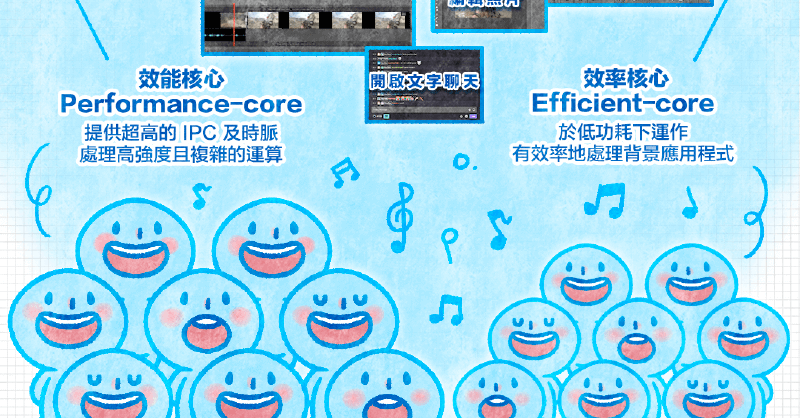 編輯照片
開啟文字聊天
效能核心
Performance-core
提供超高的 IPC 及時脈
處理高強度且複雜的運算
效率核心
Efficient-core
於低功耗下運作
有效率地處理背景應用程式